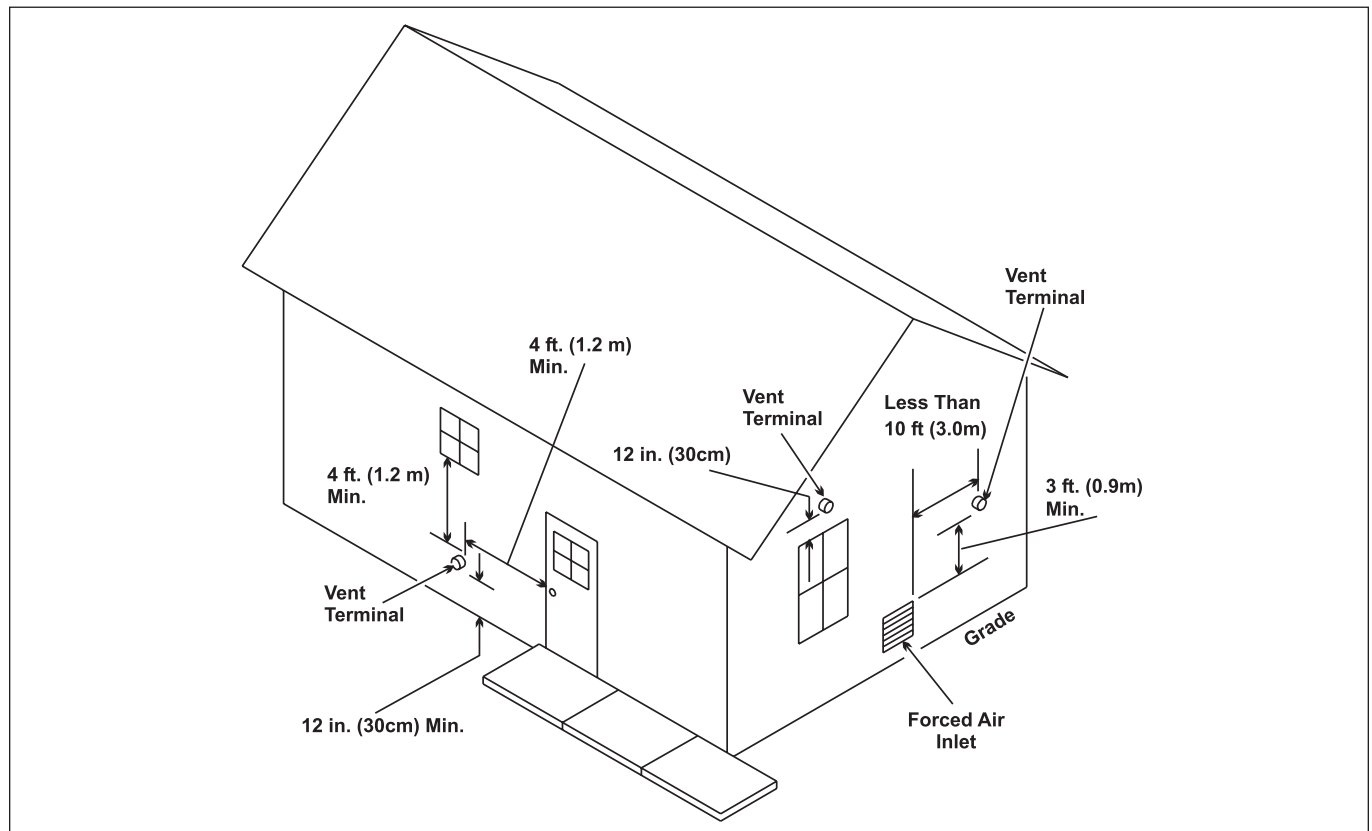 Vent
Terminal
4 ft. (1.2 m)
Min.
Vent
Terminal
Less Than
10 ft (3.0m)
12 in. (30cm)
4 ft. (1.2 m)
Min.
3 ft. (0.9m)
Min.
Vent
Terminal
Grade
12 in. (30cm) Min.
Forced Air
Inlet